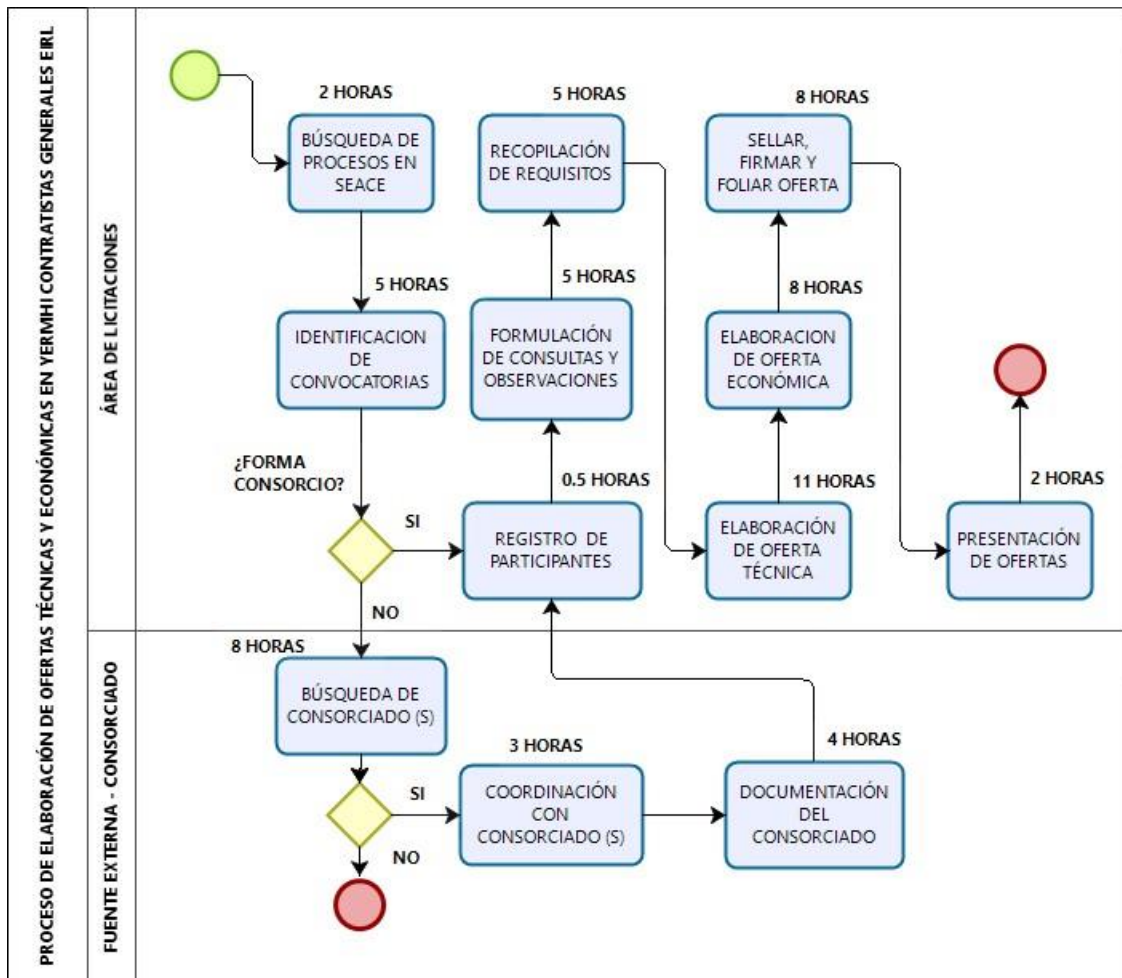 PROCESO DE ELABORACIÓN DE OFERTAS TÉCNICAS Y ECONÓMICAS EN YERMHI CONTRATISTAS GENERALES EIRL
ÁREA DE LICITACIONES
2 HORAS
BÚSQUEDA DE
PROCESOS EN
SEACE
5 HORAS
IDENTIFICACION
DE
CONVOCATORIAS
¿FORMA
CONSORCIO?
SI
NO
0.5 HORAS
REGISTRO DE
PARTICIPANTES
5 HORAS
FORMULACIÓN
DE CONSULTAS Y
OBSERVACIONES
5 HORAS
RECOPILACIÓN
DE REQUISITOS
11 HORAS
ELABORACIÓN
DE OFERTA
TÉCNICA
8 HORAS
ELABORACION
DE OFERTA
ECONÓMICA
8 HORAS
SELLAR,
FIRMAR Y
FOLIAR OFERTA
2 HORAS
PRESENTACIÓN
DE OFERTAS
FUENTE EXTERNA - CONSORCIADO
8 HORAS
BÚSQUEDA DE
CONSORCIADO (S)
SI
NO
3 HORAS
COORDINACIÓN
CON
CONSORCIADO (S)
4 HORAS
DOCUMENTACIÓN
DEL
CONSORCIADO